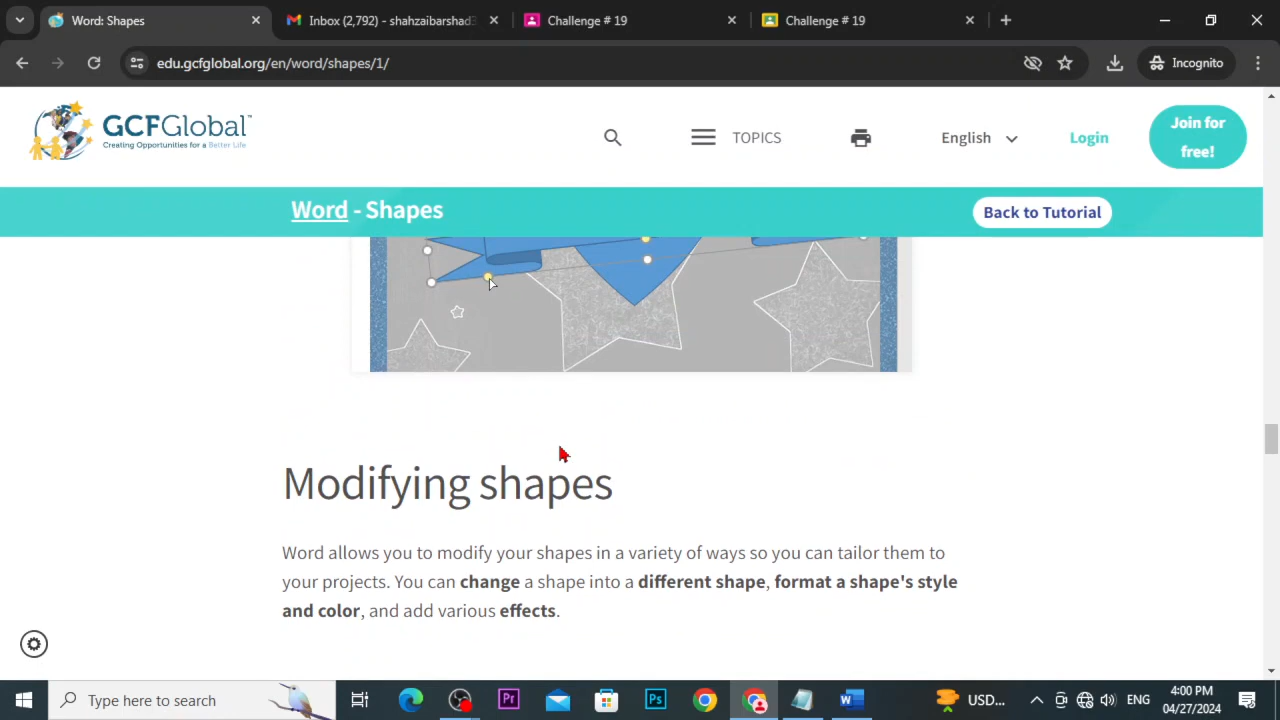 Word: Shapes
Inbox (2,792) - shahzaibarshad3
Challenge # 19
Challenge # 19
edu.gcfglobal.org/en/word/shapes/1/
Incognito
GCFGlobal™
Creating Opportunities for a Better Life
TOPICS
English
Login
Join for
free!
Word - Shapes
Back to Tutorial
Modifying shapes
Word allows you to modify your shapes in a variety of ways so you can tailor them to
your projects. You can change a shape into a different shape, format a shape's style
and color, and add various effects.
Type here to search
Pr
Ps
W
USD...
ENG
4:00 PM
04/27/2024